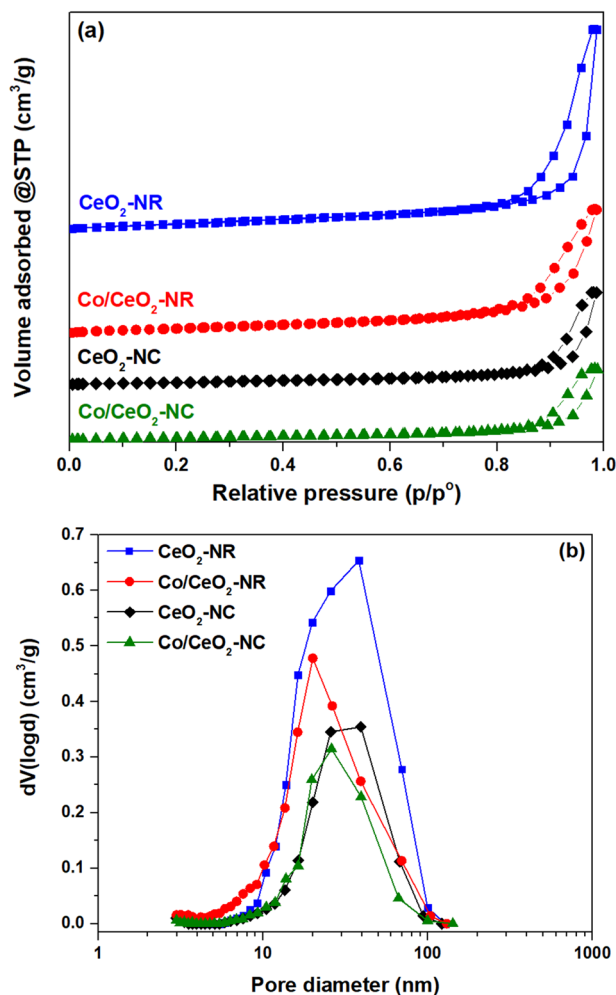 (a)
Volume adsorbed @STP (cm³/g)
CeO₂-NR
Co/CeO₂-NR
CeO₂-NC
Co/CeO₂-NC
0.0 0.2 0.4 0.6 0.8 1.0
Relative pressure (p/pᵒ)
(b)
dV(logd) (cm³/g)
0.7
0.6
0.5
0.4
0.3
0.2
0.1
0.0
CeO₂-NR
Co/CeO₂-NR
CeO₂-NC
Co/CeO₂-NC
1 10 100 1000
Pore diameter (nm)